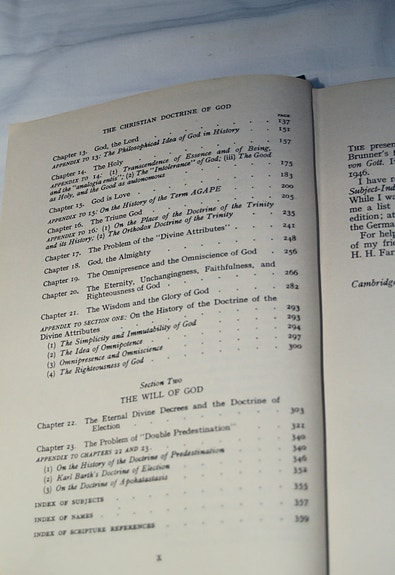 THE CHRISTIAN DOCTRINE OF GOD
PAGE
Chapter 13. God, the Lord . . . 137
APPENDIX TO 13: The Philosophical Idea of God in History 151
Chapter 14. The Holy . . . 157
APPENDIX TO 14: (1) Transcendence of Essence and of Being,
and the "analogia entis"; (2) The "Intolerance" of God; (iii) The Good
as Holy, and the Good as autonomous 175
Chapter 15. God is Love . . . 183
APPENDIX TO 15: On the History of the Term AGAPE 200
Chapter 16. The Triune God . . . 205
APPENDIX TO 16: (1) On the Place of the Doctrine of the Trinity
and its History; (2) The Orthodox Doctrine of the Trinity 235
Chapter 17. The Problem of the "Divine Attributes" 241
Chapter 18. God, the Almighty . . . 248
Chapter 19. The Omnipresence and the Omniscience of God 256
Chapter 20. The Eternity, Unchangingness, Faithfulness, and
Righteousness of God . . . 266
Chapter 21. The Wisdom and the Glory of God 282
APPENDIX TO SECTION ONE: On the History of the Doctrine of the
Divine Attributes . . . 293
(1) The Simplicity and Immutability of God 293
(2) The Idea of Omnipotence . . . 294
(3) Omnipresence and Omniscience . . . 297
(4) The Righteousness of God . . . 300
Section Two
THE WILL OF GOD
Chapter 22. The Eternal Divine Decrees and the Doctrine of
Election . . . 303
Chapter 23. The Problem of "Double Predestination" 321
APPENDIX TO CHAPTERS 22 AND 23 . . . 340
(1) On the History of the Doctrine of Predestination 340
(2) Karl Barth's Doctrine of Election . . . 346
(3) On the Doctrine of Apokatastasis . . . 352
INDEX OF SUBJECTS . . . 355
INDEX OF NAMES . . . 357
INDEX OF SCRIPTURE REFERENCES . . . 359
X
THE presen
Brunner's
von Gott.
1946.
I have
Subject-Ind
While I wa
me a list
edition; at
the Germa
For help
of my frie
H. H. Far
Cambridge